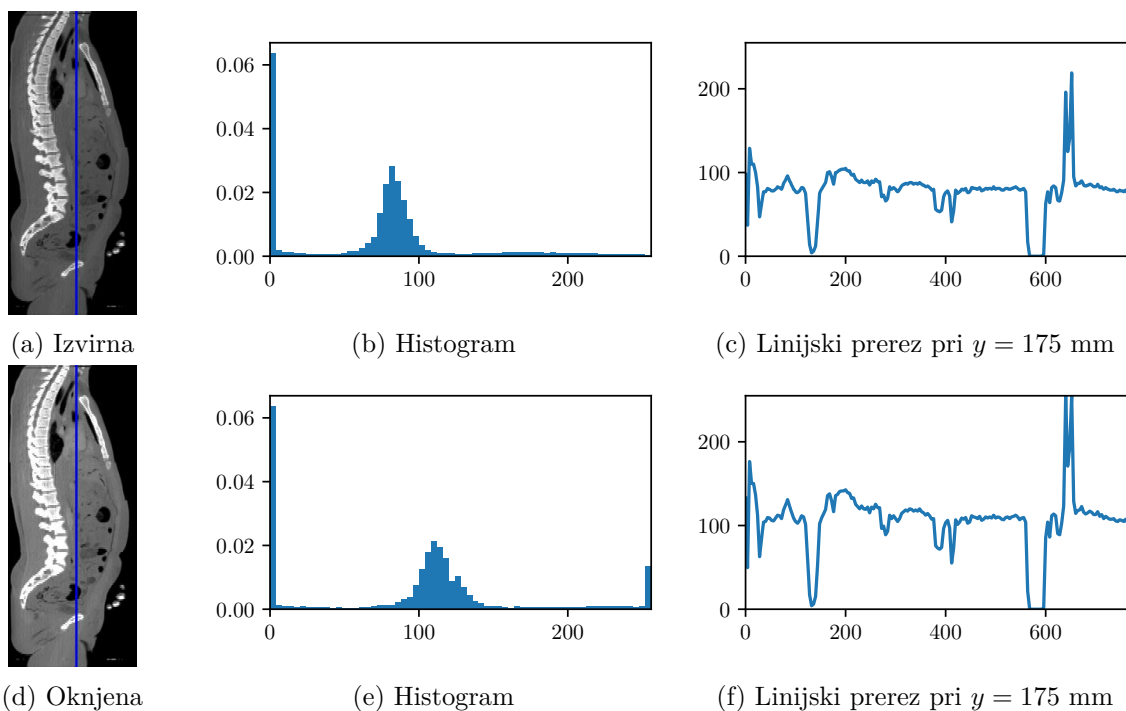 0.06
0.04
0.02
0.00
0 100 200
200
100
0
0 200 400 600
(a) Izvirna
(b) Histogram
(c) Linijski prerez pri y = 175 mm
0.06
0.04
0.02
0.00
0 100 200
200
100
0
0 200 400 600
(d) Oknjena
(e) Histogram
(f) Linijski prerez pri y = 175 mm